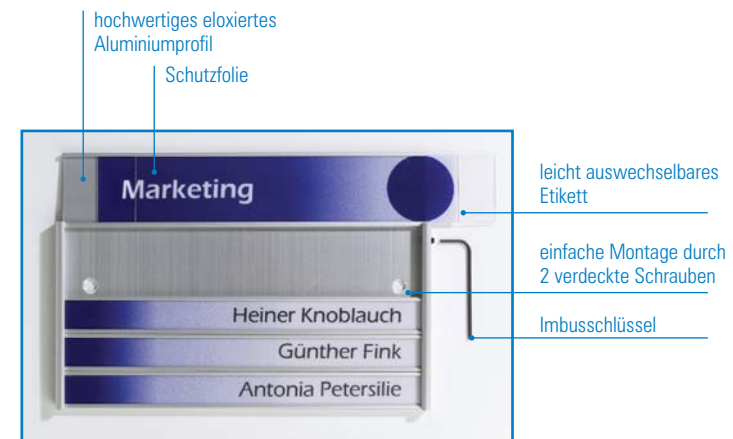 hochwertiges eloxiertes
Aluminiumprofil
Schutzfolie
Marketing
leicht auswechselbares
Etikett
einfache Montage durch
2 verdeckte Schrauben
Imbusschlüssel
Heiner Knoblauch
Günther Fink
Antonia Petersilie